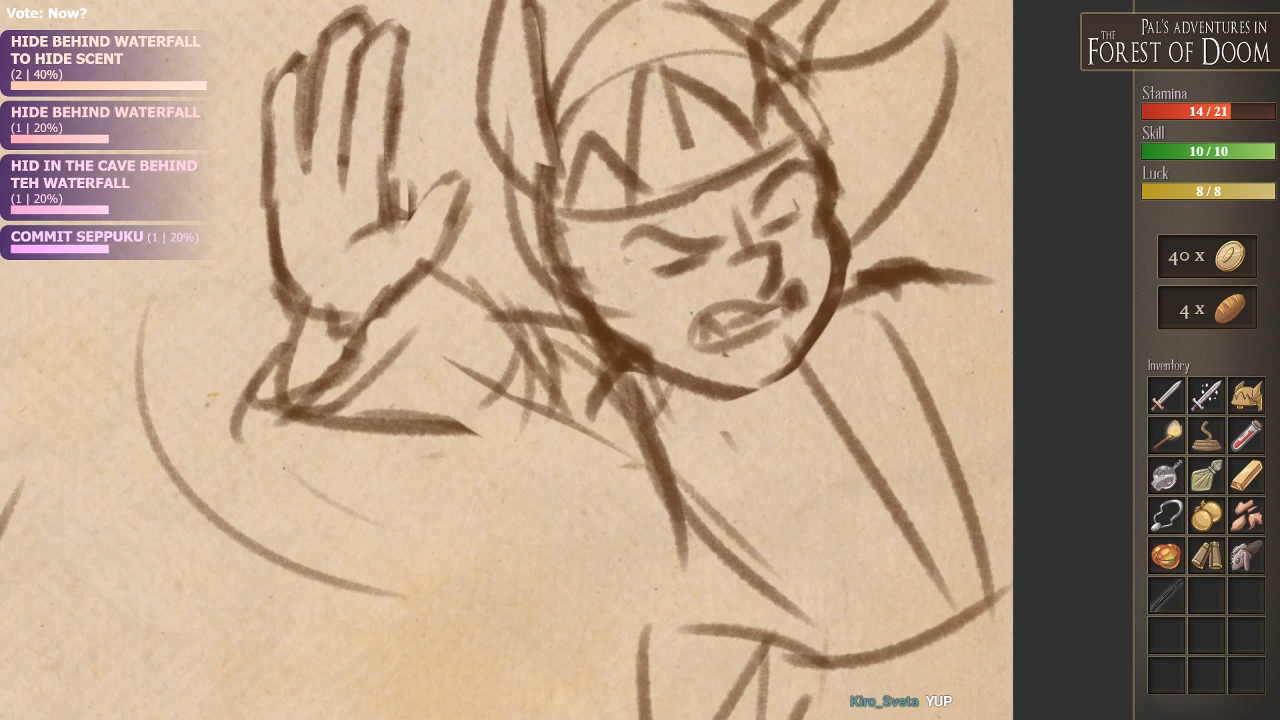 Vote: Now?
HIDE BEHIND WATERFALL
TO HIDE SCENT
(2 | 40%)
HIDE BEHIND WATERFALL
(1 | 20%)
HID IN THE CAVE BEHIND
TEH WATERFALL
(1 | 20%)
COMMIT SEPPUKU (1 | 20%)
PAL'S ADVENTURES IN
THE FOREST OF DOOM
Stamina
14 / 21
Skill
10 / 10
Luck
8 / 8
40 x
4 x
Inventory
Kiro_Sveta YUP